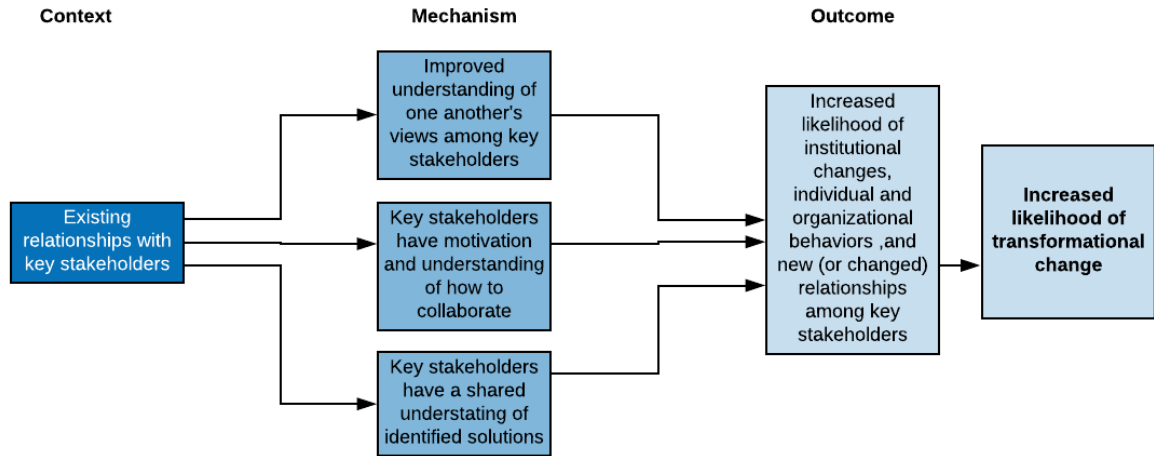 Context
Mechanism
Outcome
Existing
relationships with
key stakeholders
Improved
understanding of
one another's
views among key
stakeholders
Key stakeholders
have motivation
and understanding
of how to
collaborate
Key stakeholders
have a shared
understating of
identified solutions
Increased
likelihood of
institutional
changes,
individual and
organizational
behaviors ,and
new (or changed)
relationships
among key
stakeholders
Increased
likelihood of
transformational
change